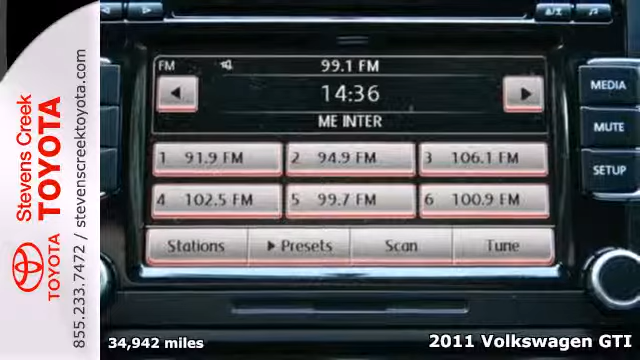 Stevens Creek
TOYOTA
TOYOTA
855.233.7472 / stevenscreektoyota.com
FM
99.1 FM
14:36
ME INTER
1 91.9 FM
2 94.9 FM
3 106.1 FM
4 102.5 FM
5 99.7 FM
6 100.9 FM
Stations
Presets
Scan
Tune
MEDIA
MUTE
SETUP
34,942 miles
2011 Volkswagen GTI